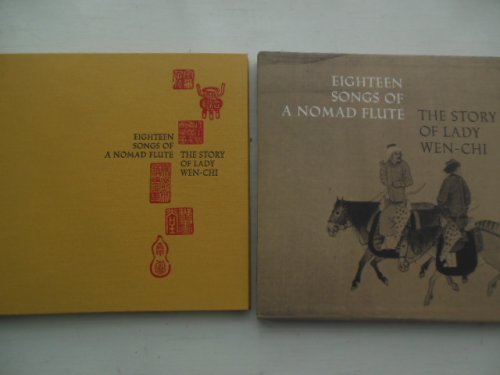 EIGHTEEN
SONGS OF
A NOMAD FLUTE
THE STORY
OF LADY
WEN-CHI
EIGHTEEN
SONGS OF
A NOMAD FLUTE
THE STORY
OF LADY
WEN-CHI